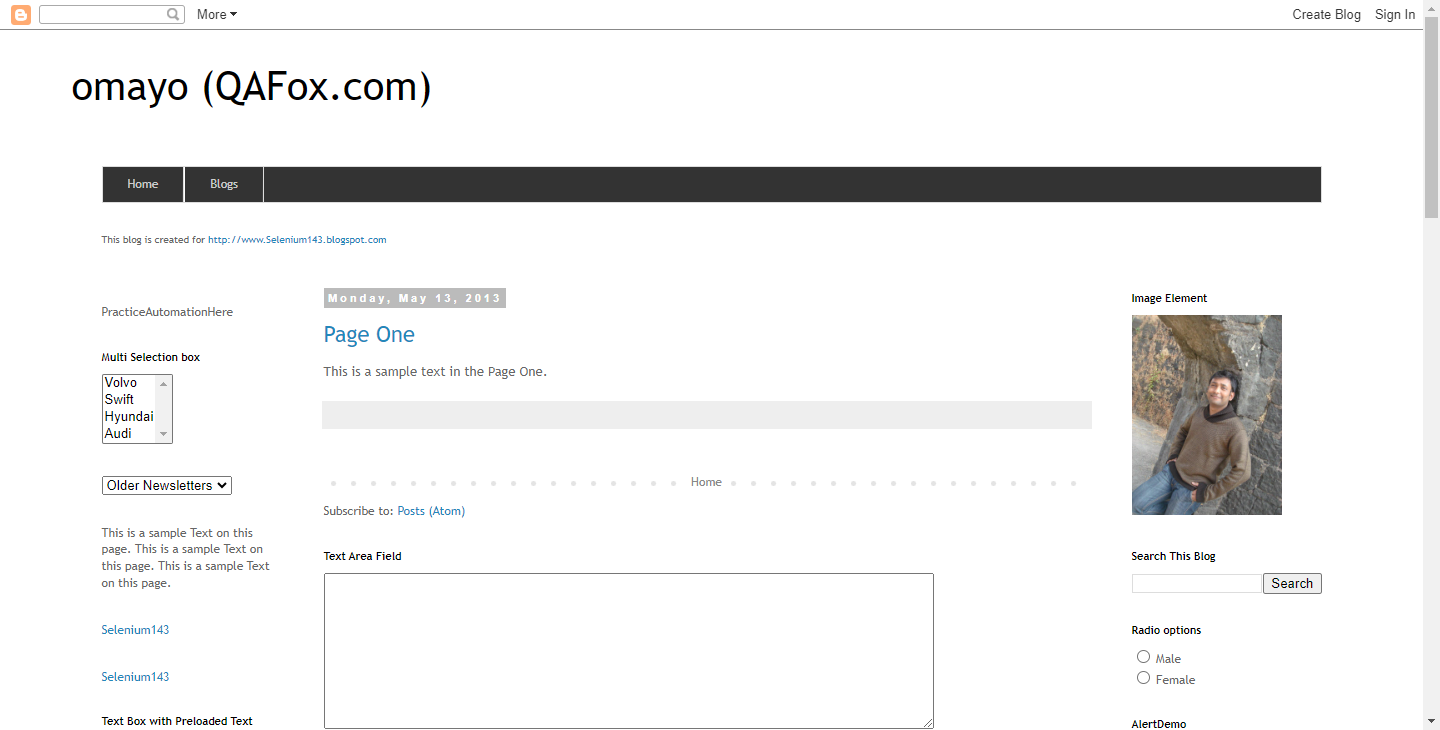 More
Create Blog
Sign In
omayo (QAFox.com)
Home
Blogs
This blog is created for http://www.Selenium143.blogspot.com
PracticeAutomationHere
Multi Selection box
Volvo
Swift
Hyundai
Audi
Older Newsletters
This is a sample Text on this
page. This is a sample Text on
this page. This is a sample Text
on this page.
Selenium143
Selenium143
Text Box with Preloaded Text
Monday, May 13, 2013
Page One
This is a sample text in the Page One.
Home
Subscribe to: Posts (Atom)
Text Area Field
Image Element
Search This Blog
Search
Radio options
Male
Female
AlertDemo